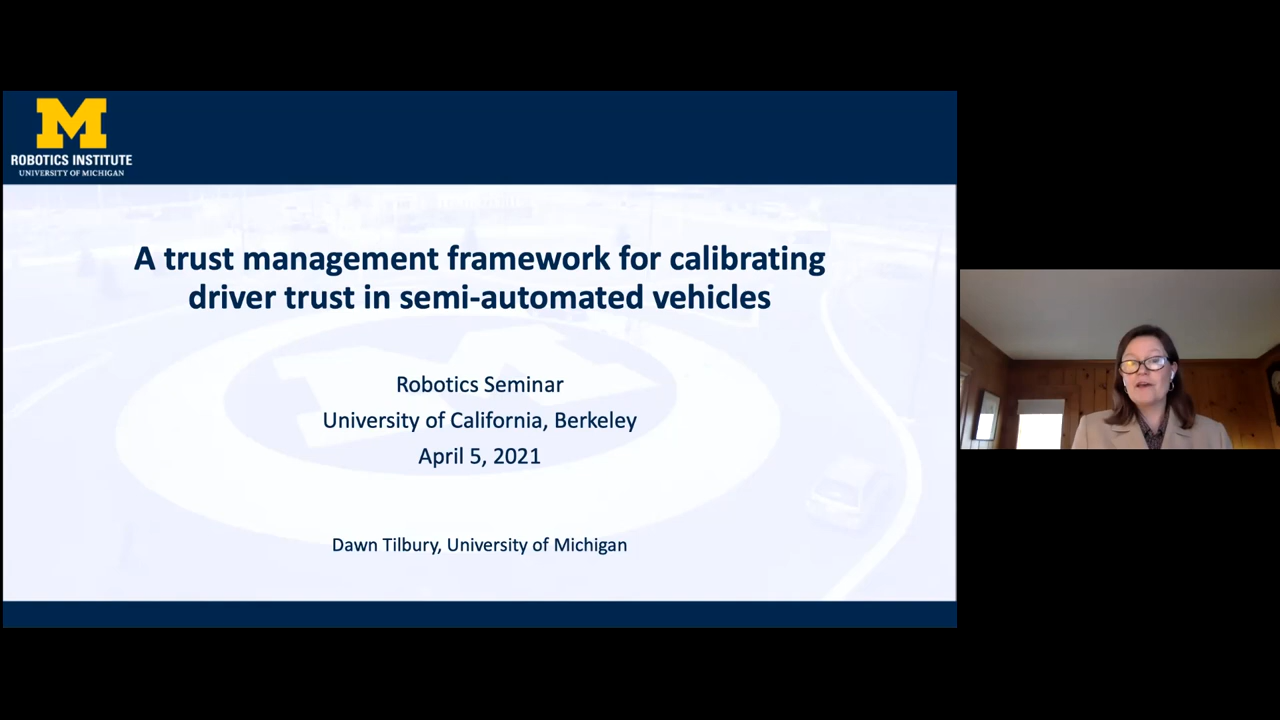 M
ROBOTICS INSTITUTE
UNIVERSITY OF MICHIGAN
A trust management framework for calibrating
driver trust in semi-automated vehicles
Robotics Seminar
University of California, Berkeley
April 5, 2021
Dawn Tilbury, University of Michigan